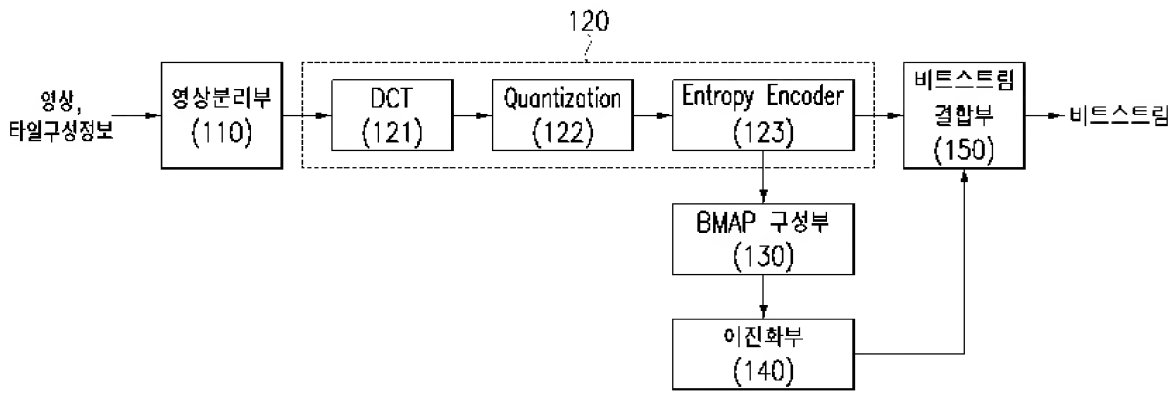 120
영상,
타일구성정보
영상분리부
(110)
DCT
(121)
Quantization
(122)
Entropy Encoder
(123)
비트스트림
결합부
(150)
비트스트림
BMAP 구성부
(130)
이진화부
(140)